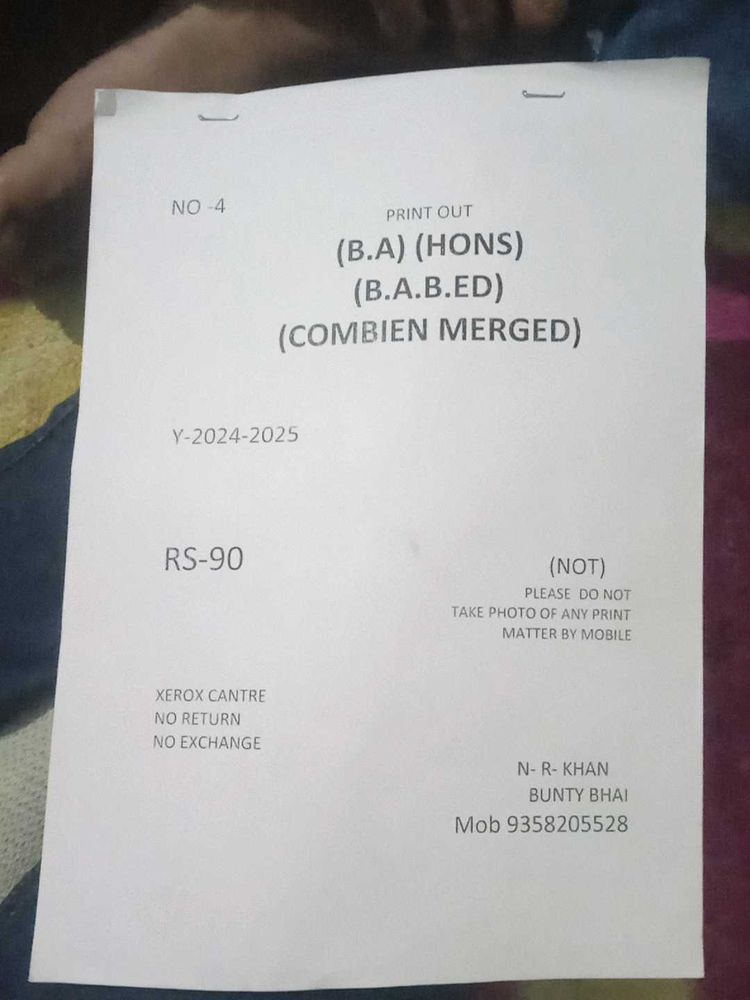 NO -4
PRINT OUT
(B.A) (HONS)
(B.A.B.ED)
(COMBIEN MERGED)
Y-2024-2025
RS-90
(NOT)
PLEASE DO NOT
TAKE PHOTO OF ANY PRINT
MATTER BY MOBILE
XEROX CANTRE
NO RETURN
NO EXCHANGE
N- R- KHAN
BUNTY BHAI
Mob 9358205528